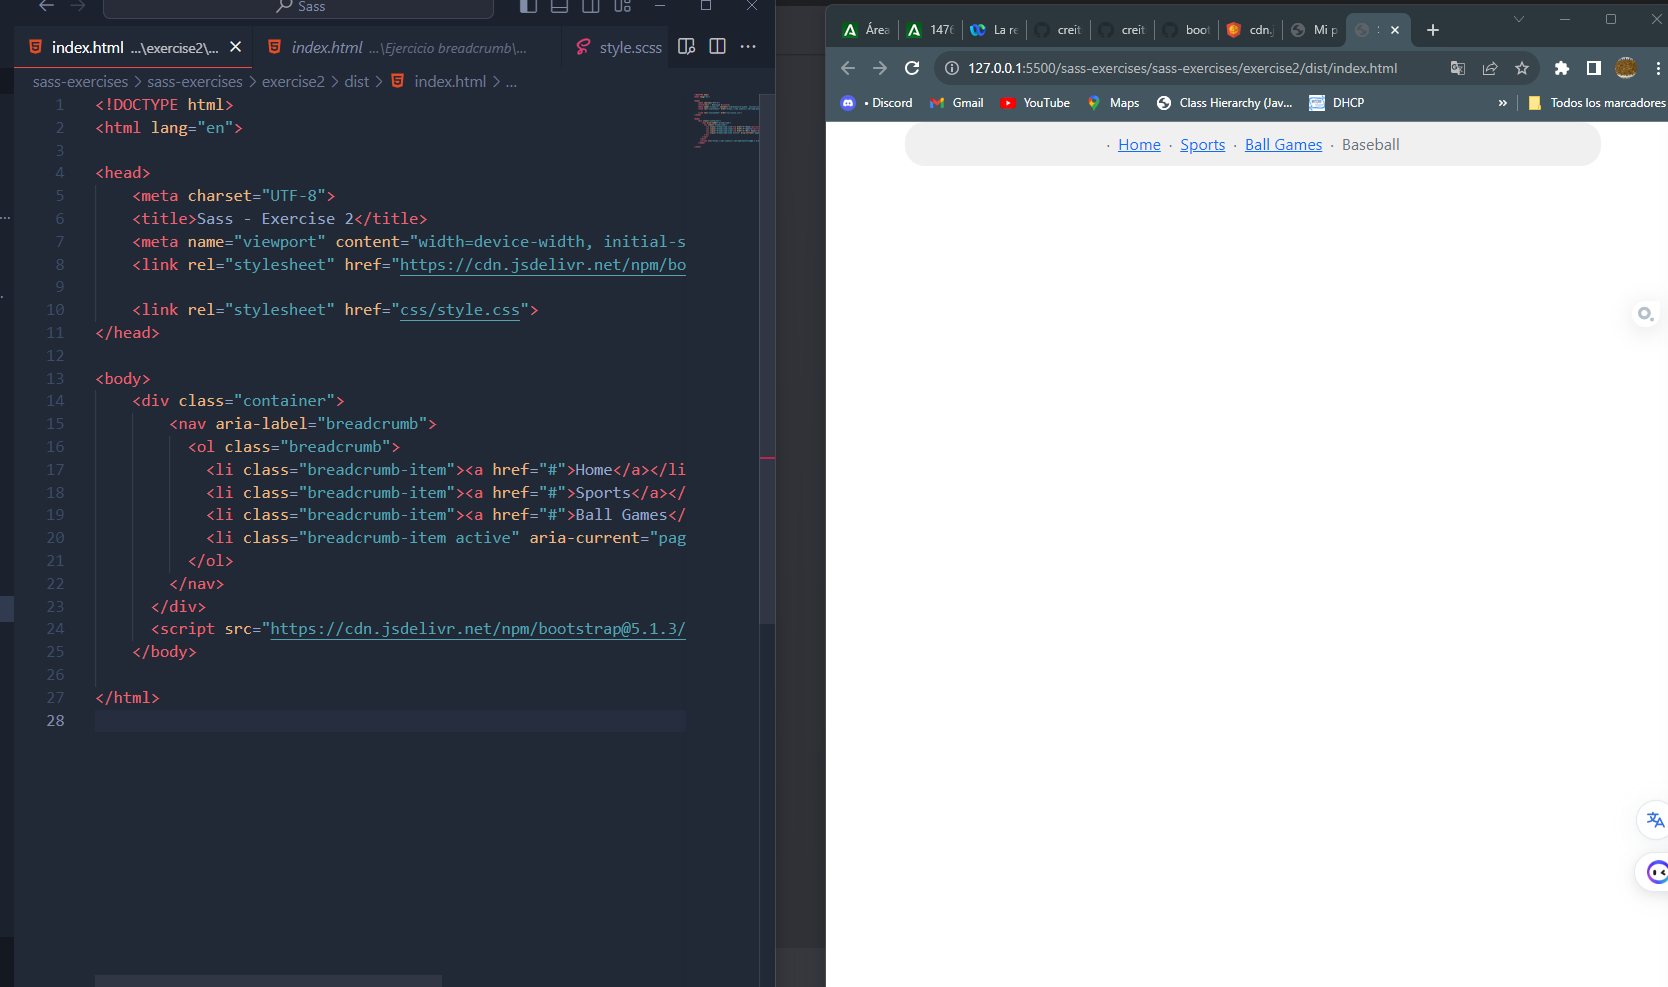 Sass
index.html ...\exercise2\...
index.html ...\Ejercicio breadcrumb\...
style.scss
sass-exercises > sass-exercises > exercise2 > dist > index.html > ...
1 <!DOCTYPE html>
2 <html lang="en">
3
4 <head>
5 <meta charset="UTF-8">
6 <title>Sass - Exercise 2</title>
7 <meta name="viewport" content="width=device-width, initial-s
8 <link rel="stylesheet" href="https://cdn.jsdelivr.net/npm/bo
9
10 <link rel="stylesheet" href="css/style.css">
11 </head>
12
13 <body>
14 <div class="container">
15 <nav aria-label="breadcrumb">
16 <ol class="breadcrumb">
17 <li class="breadcrumb-item"><a href="#">Home</a></li
18 <li class="breadcrumb-item"><a href="#">Sports</a></
19 <li class="breadcrumb-item"><a href="#">Ball Games</
20 <li class="breadcrumb-item active" aria-current="pag
21 </ol>
22 </nav>
23 </div>
24 <script src="https://cdn.jsdelivr.net/npm/bootstrap@5.1.3/
25 </body>
26
27 </html>
28
Área
1476
La re
creit
creit
boot
cdn.j
Mi p
127.0.0.1:5500/sass-exercises/sass-exercises/exercise2/dist/index.html
• Discord
Gmail
YouTube
Maps
Class Hierarchy (Jav...
DHCP
»
Todos los marcadores
· Home · Sports · Ball Games · Baseball